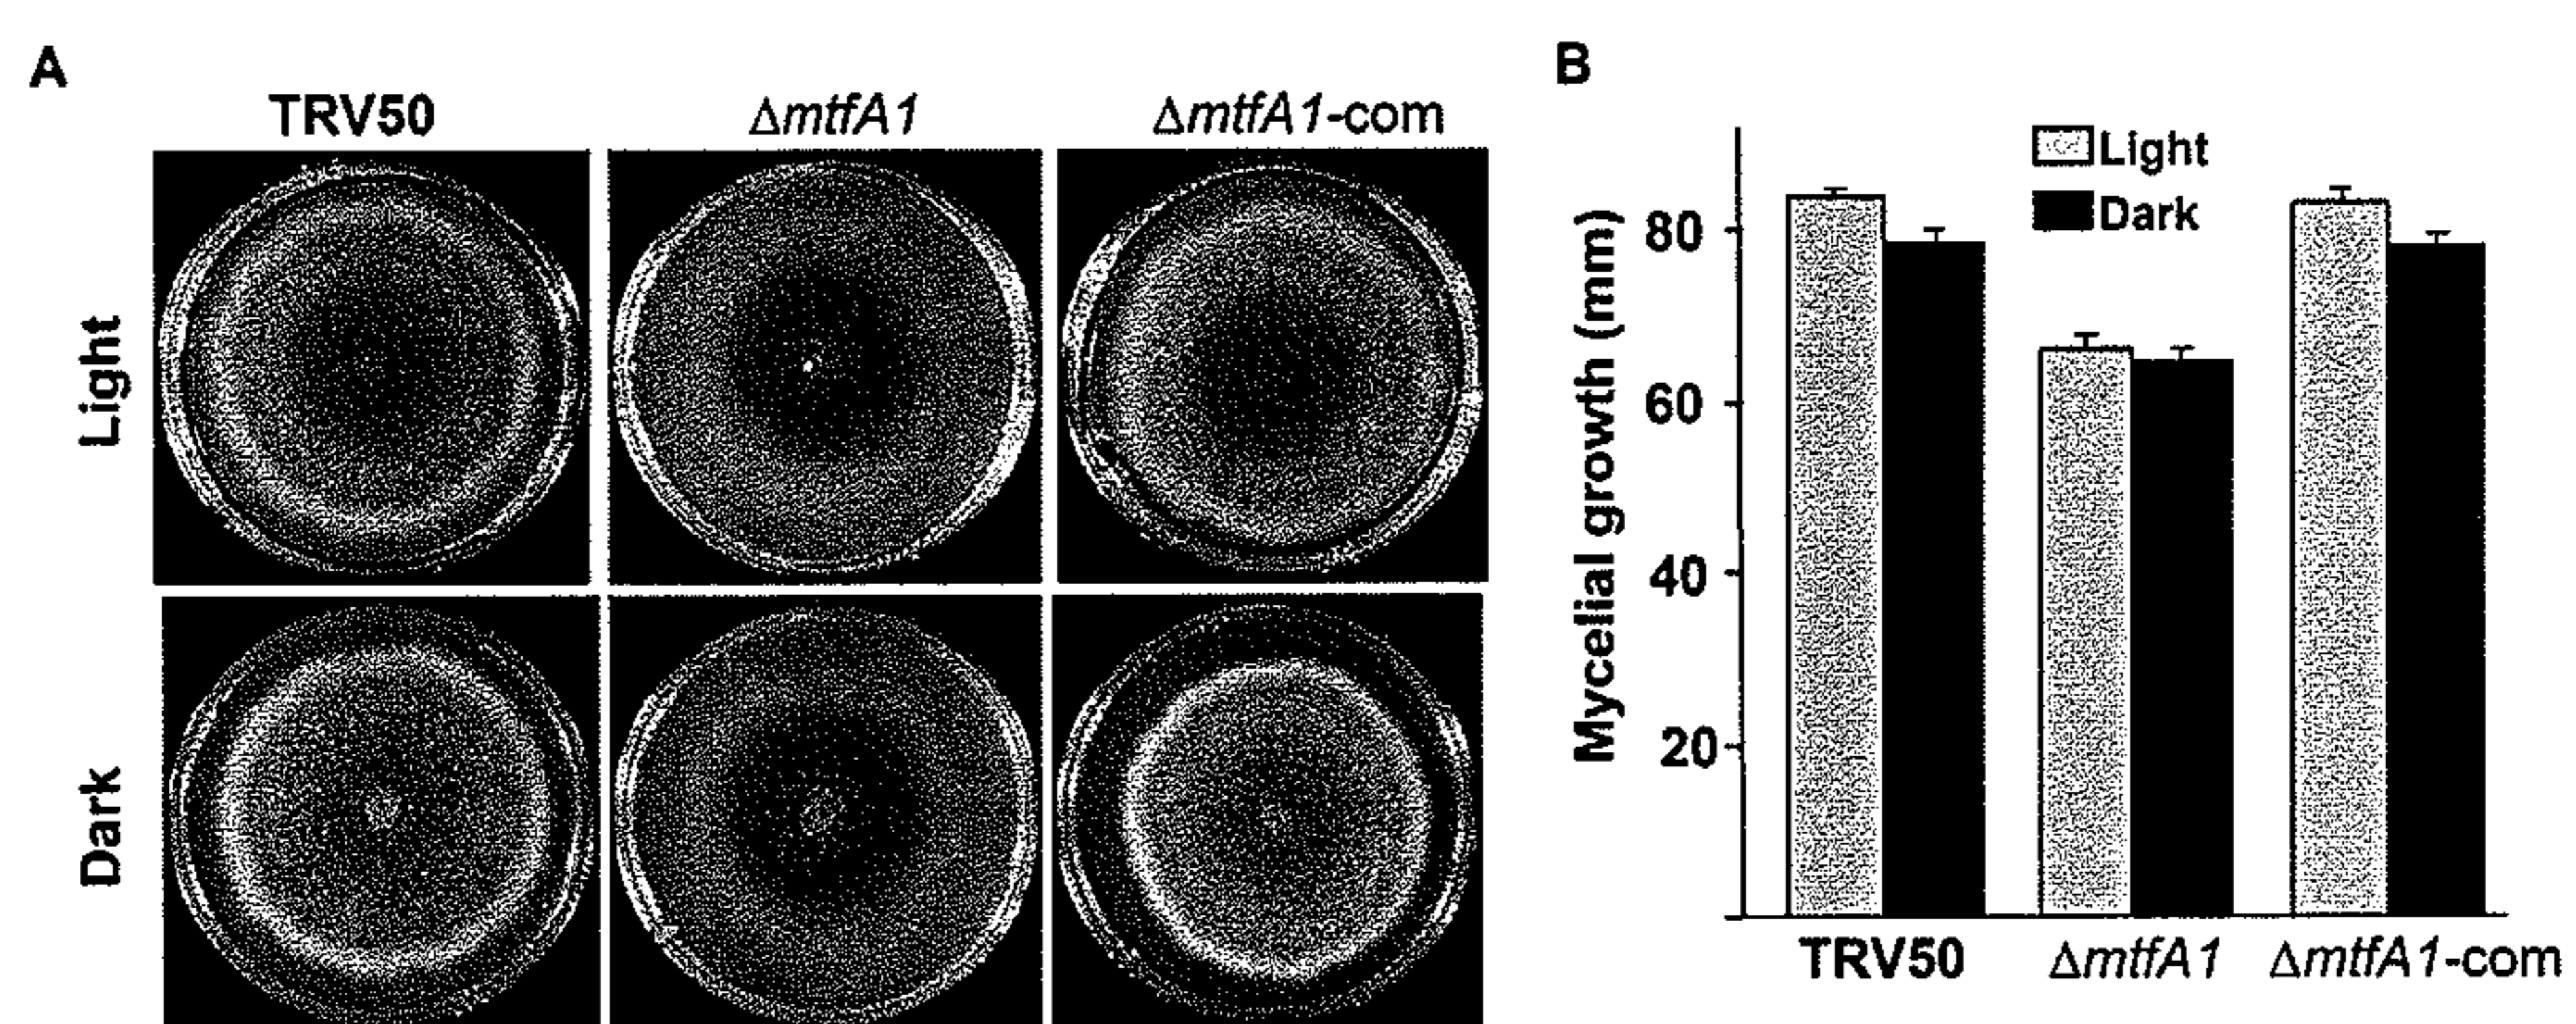 A
TRV50 ΔmtfA1 ΔmtfA1-com
Light
Dark
B
Light
Dark
Mycelial growth (mm)
80
60
40
20
TRV50 ΔmtfA1 ΔmtfA1-com